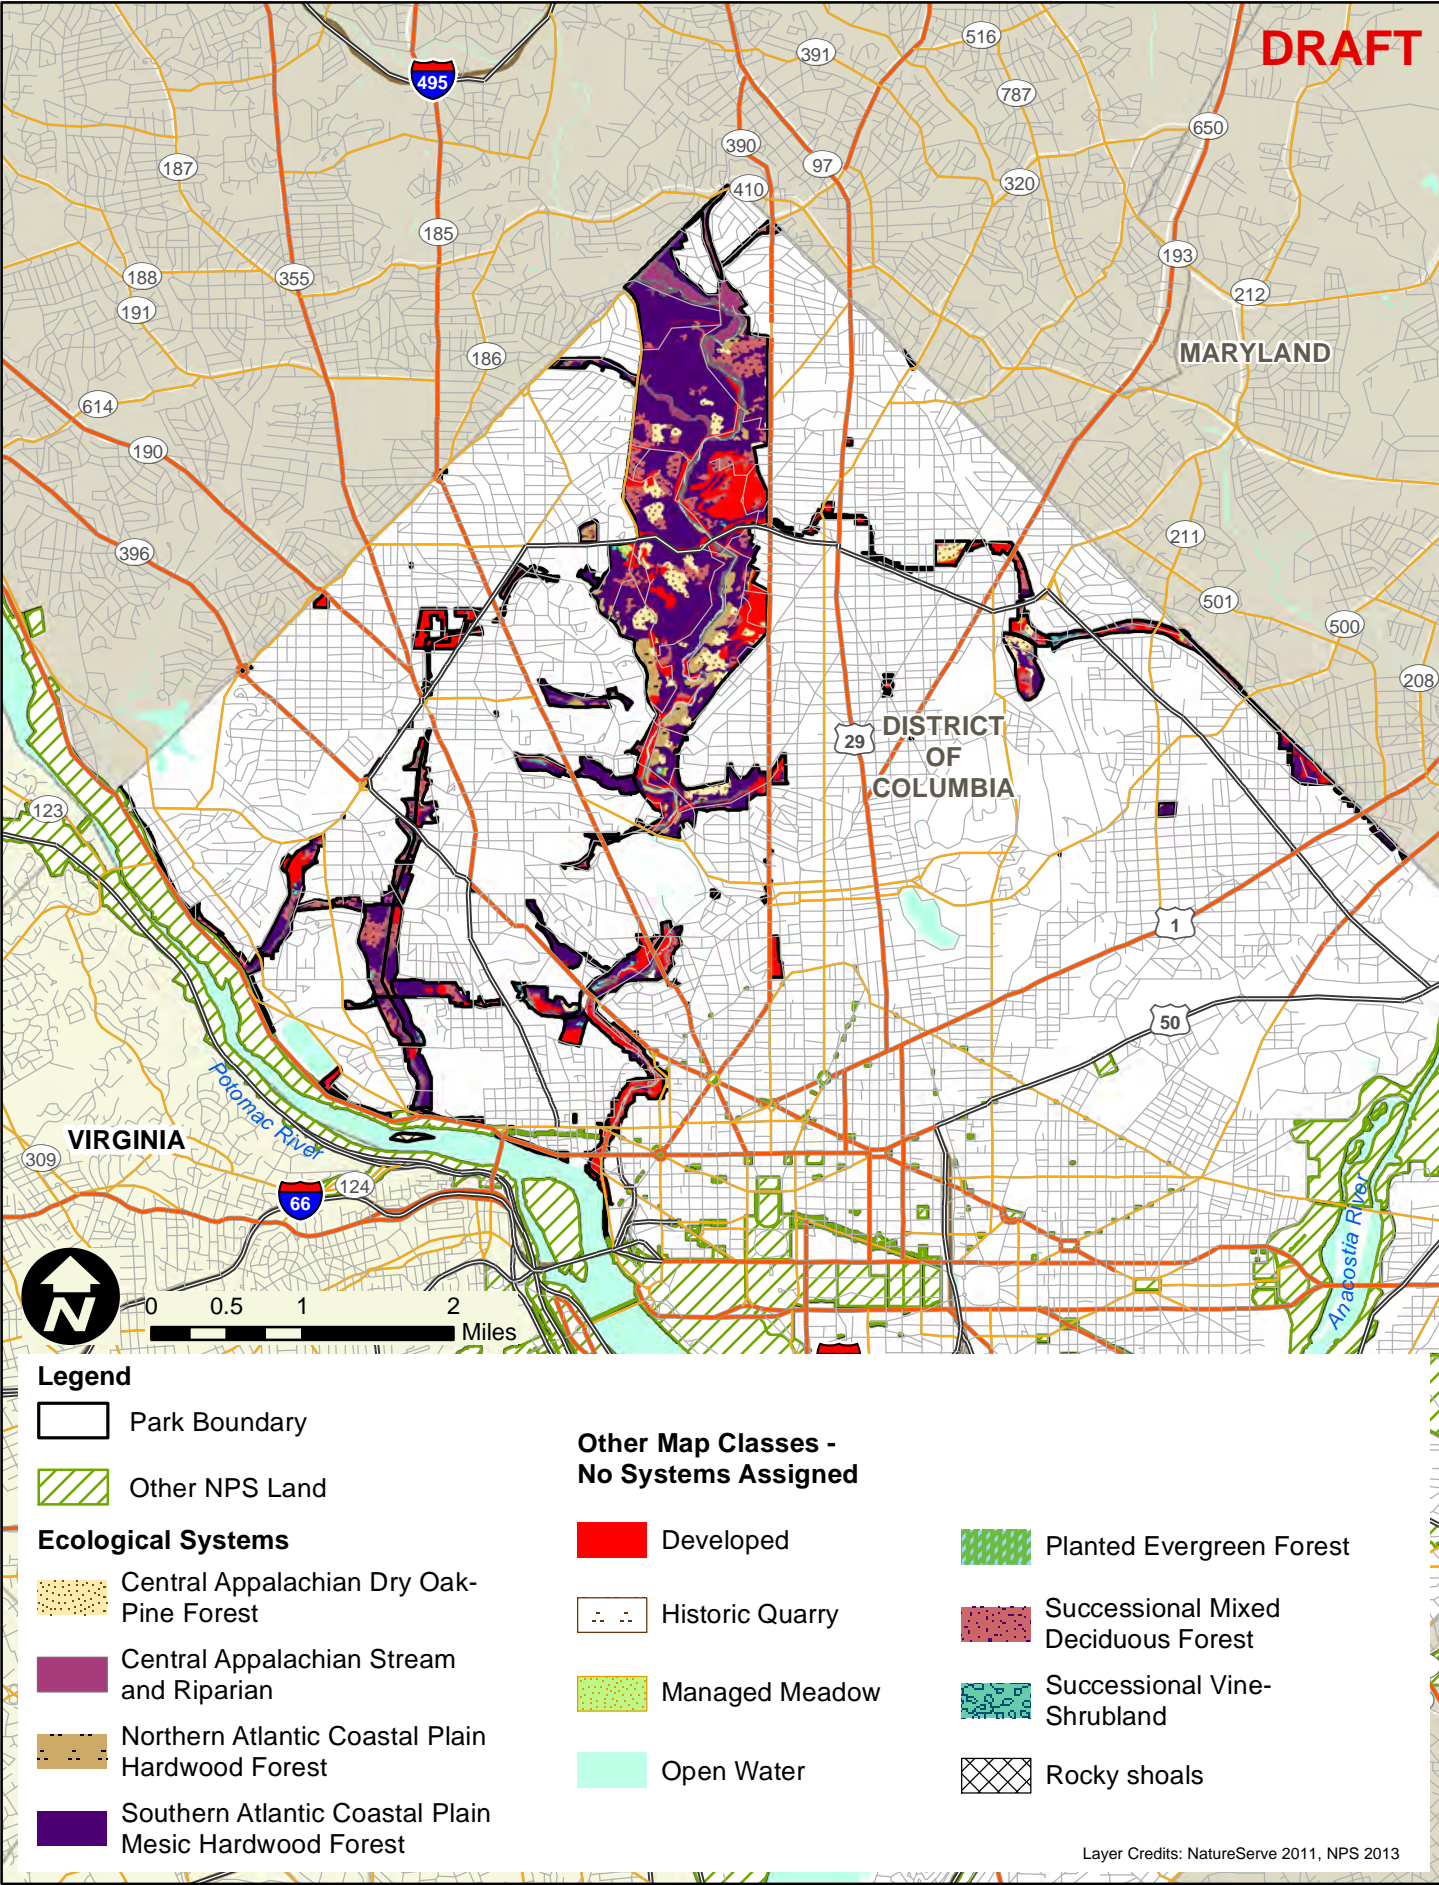 DRAFT
516
391
495
787
650
390
97
187
320
410
185
193
188
355
212
191
186
MARYLAND
614
190
211
396
501
500
208
29
DISTRICT
OF
COLUMBIA
123
1
50
Potomac River
VIRGINIA
309
124
66
Anacostia River
N
0 0.5 1 2
Miles
Legend
Park Boundary
Other NPS Land
Ecological Systems
Central Appalachian Dry Oak-
Pine Forest
Central Appalachian Stream
and Riparian
Northern Atlantic Coastal Plain
Hardwood Forest
Southern Atlantic Coastal Plain
Mesic Hardwood Forest
Other Map Classes -
No Systems Assigned
Developed
Historic Quarry
Managed Meadow
Open Water
Planted Evergreen Forest
Successional Mixed
Deciduous Forest
Successional Vine-
Shrubland
Rocky shoals
Layer Credits: NatureServe 2011, NPS 2013